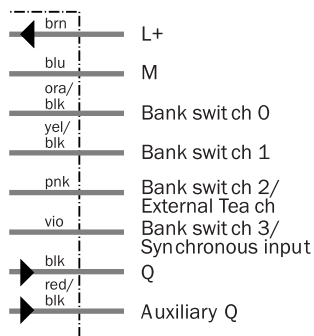 brn
L+
blu
M
ora/
blk
Bank switch 0
yel/
blk
Bank switch 1
pnk
Bank switch 2/
External Teach
vio
Bank switch 3/
Synchronous input
blk
Q
red/
blk
Auxiliary Q